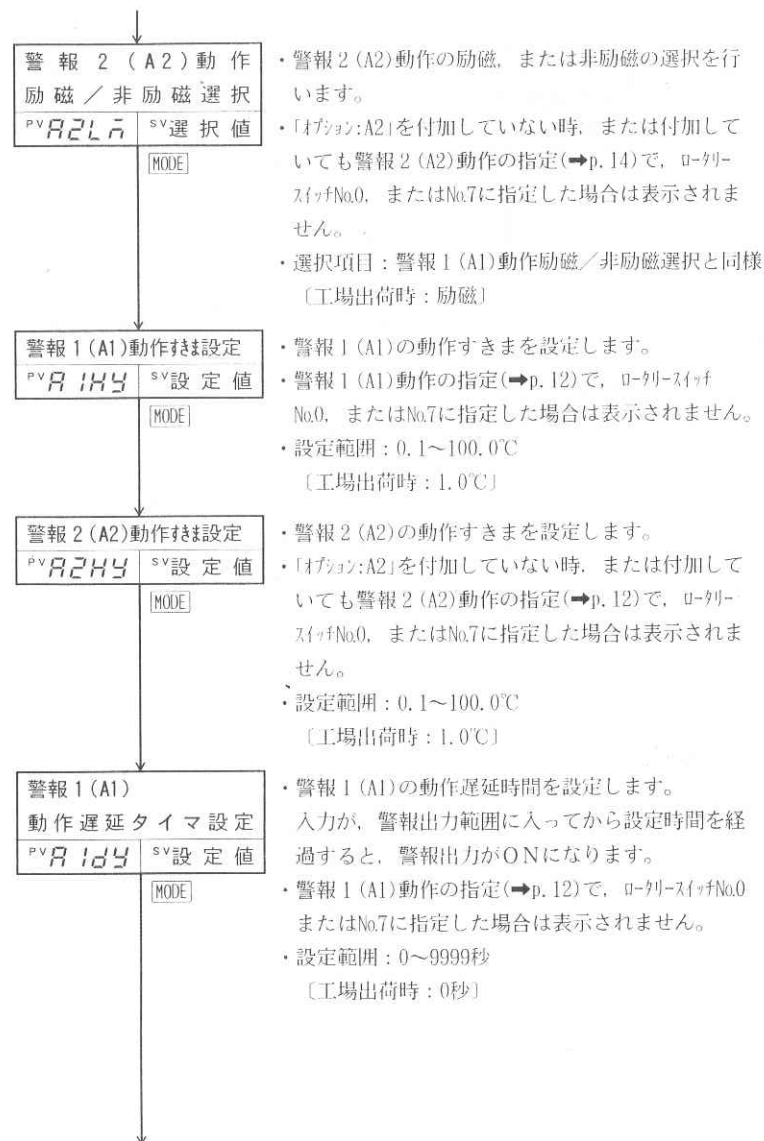 警報2(A2)動作
励磁/非励磁選択
PV A2Lm SV選択値
MODE
・警報2(A2)動作の励磁,または非励磁の選択を行
います。
・「オプション:A2」を付加していない時,または付加して
いても警報2(A2)動作の指定(➡p.14)で,ロータリー
スイッチNo.0,またはNo.7に指定した場合は表示されま
せん。
・選択項目:警報1(A1)動作励磁/非励磁選択と同様
〔工場出荷時:励磁〕
警報1(A1)動作すきま設定
PV A1HY SV設定値
MODE
・警報1(A1)の動作すきまを設定します。
・警報1(A1)動作の指定(➡p.12)で,ロータリースイッチ
No.0,またはNo.7に指定した場合は表示されません。
・設定範囲:0.1~100.0℃
〔工場出荷時:1.0℃〕
警報2(A2)動作すきま設定
PV A2HY SV設定値
MODE
・警報2(A2)の動作すきまを設定します。
・「オプション:A2」を付加していない時,または付加して
いても警報2(A2)動作の指定(➡p.12)で,ロータリー
スイッチNo.0,またはNo.7に指定した場合は表示されま
せん。
・設定範囲:0.1~100.0℃
〔工場出荷時:1.0℃〕
警報1(A1)
動作遅延タイマ設定
PV A1dY SV設定値
MODE
・警報1(A1)の動作遅延時間を設定します。
入力が,警報出力範囲に入ってから設定時間を経
過すると,警報出力がONになります。
・警報1(A1)動作の指定(➡p.12)で,ロータリースイッチNo.0
またはNo.7に指定した場合は表示されません。
・設定範囲:0~9999秒
〔工場出荷時:0秒〕